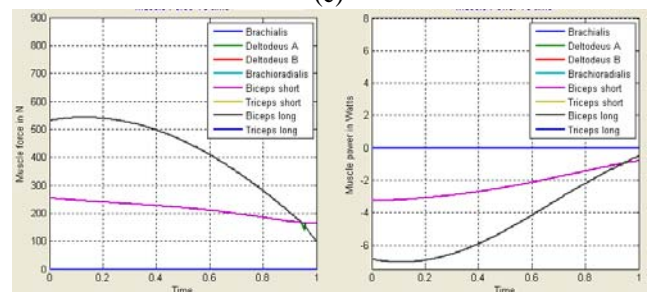 Brachialis
Deltodeus A
Deltodeus B
Brachioradialis
Biceps short
Triceps short
Biceps long
Triceps long
Muscle force in N
900
800
700
600
500
400
300
200
100
0
0 0.2 0.4 0.6 0.8 1
Time
Brachialis
Deltodeus A
Deltodeus B
Brachioradialis
Biceps short
Triceps short
Biceps long
Triceps long
Muscle power in Watts
8
6
4
2
0
-2
-4
-6
0 0.2 0.4 0.6 0.8 1
Time